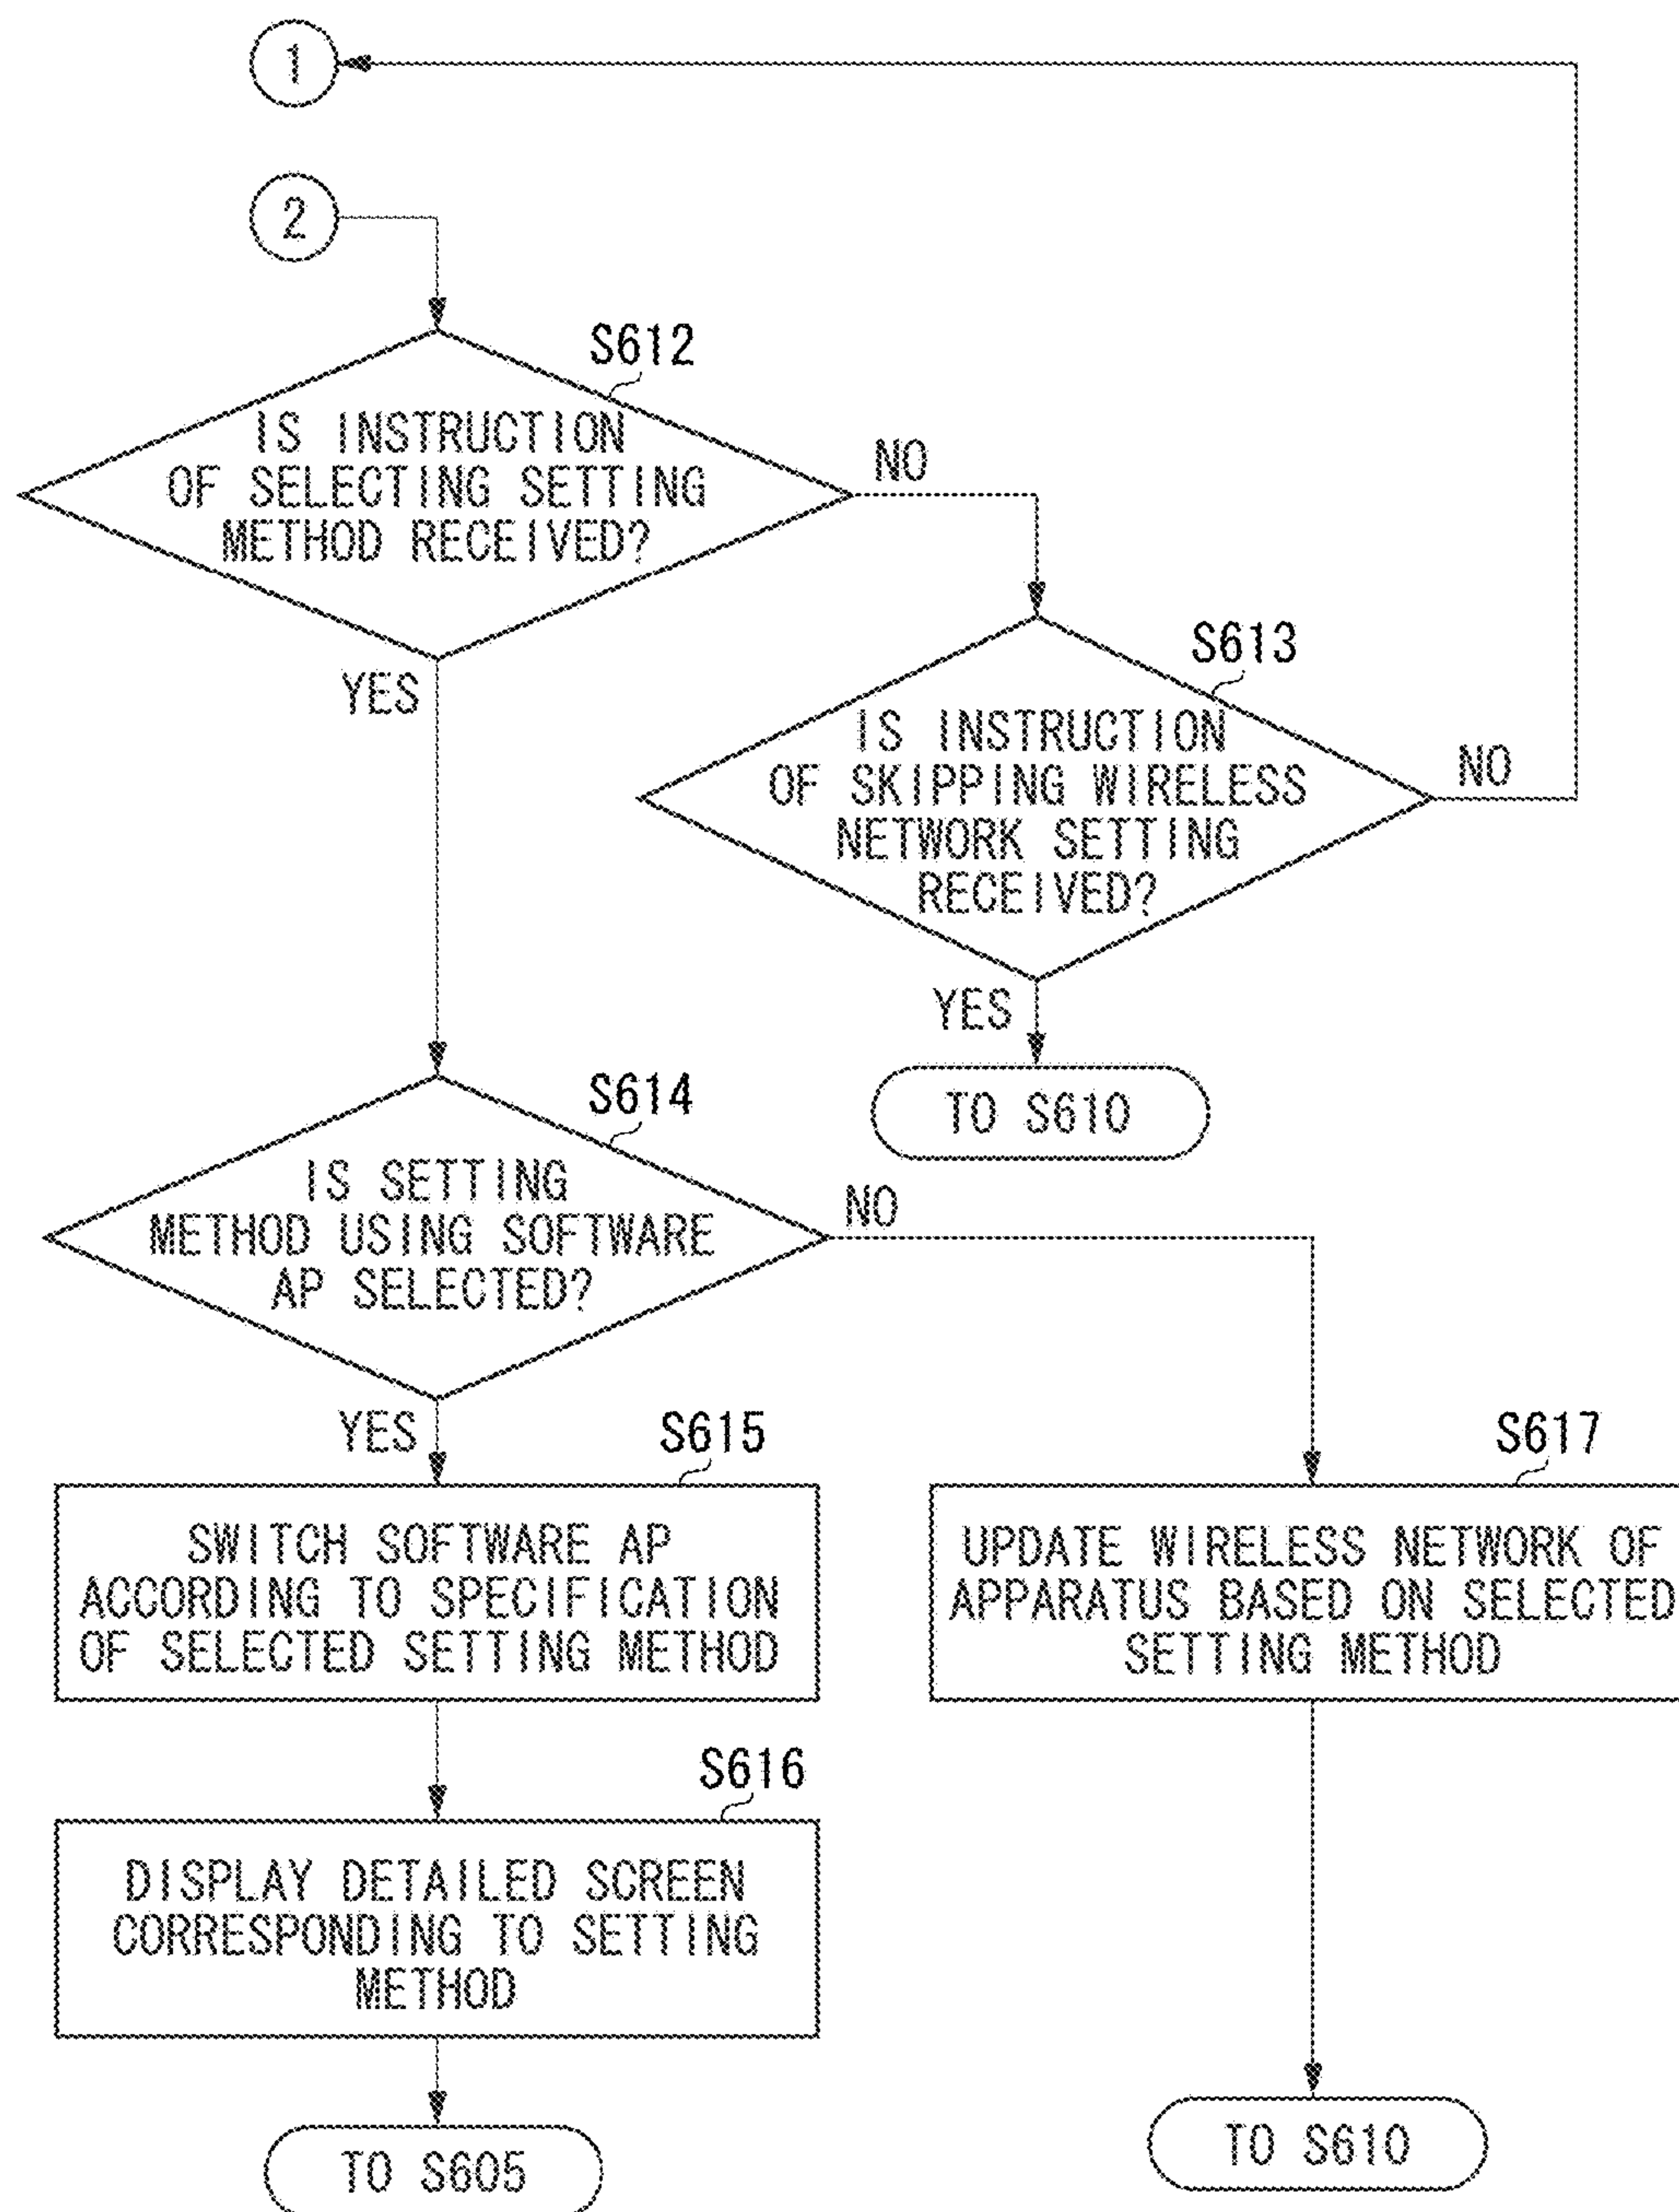 1
2
S612
IS INSTRUCTION
OF SELECTING SETTING
METHOD RECEIVED?
NO
YES
S613
IS INSTRUCTION
OF SKIPPING WIRELESS
NETWORK SETTING
RECEIVED?
NO
YES
TO S610
S614
IS SETTING
METHOD USING SOFTWARE
AP SELECTED?
NO
YES
S615
SWITCH SOFTWARE AP
ACCORDING TO SPECIFICATION
OF SELECTED SETTING METHOD
S617
UPDATE WIRELESS NETWORK OF
APPARATUS BASED ON SELECTED
SETTING METHOD
S616
DISPLAY DETAILED SCREEN
CORRESPONDING TO SETTING
METHOD
TO S605
TO S610